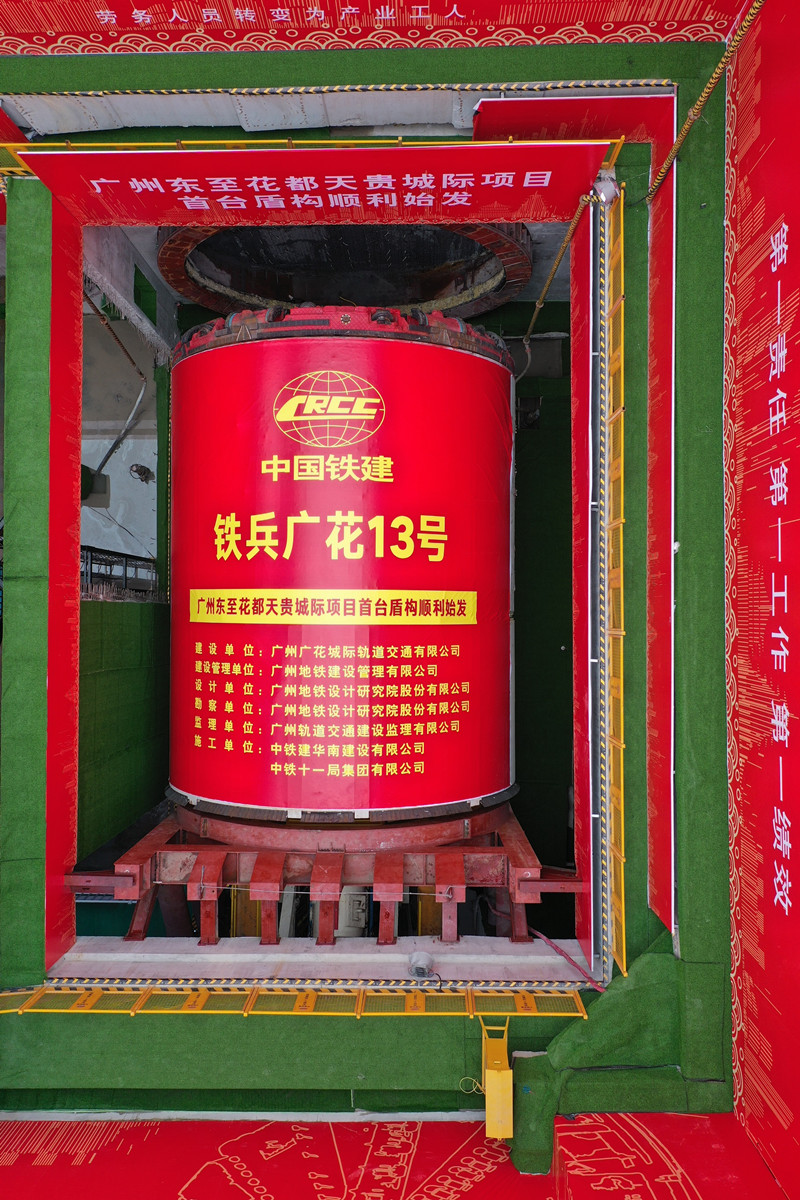 劳务人员转变为产业工人
广州东至花都天贵城际项目
首台盾构顺利始发
CRCC
中国铁建
铁兵广花13号
广州东至花都天贵城际项目首台盾构顺利始发
建设单位：广州广花城际轨道交通有限公司
建设管理单位：广州地铁建设管理有限公司
设计单位：广州地铁设计研究院股份有限公司
勘察单位：广州地铁设计研究院股份有限公司
监理单位：广州轨道交通建设监理有限公司
施工单位：中铁建华南建设有限公司
中铁十一局集团有限公司
第一责任 第一工作 第一绩效